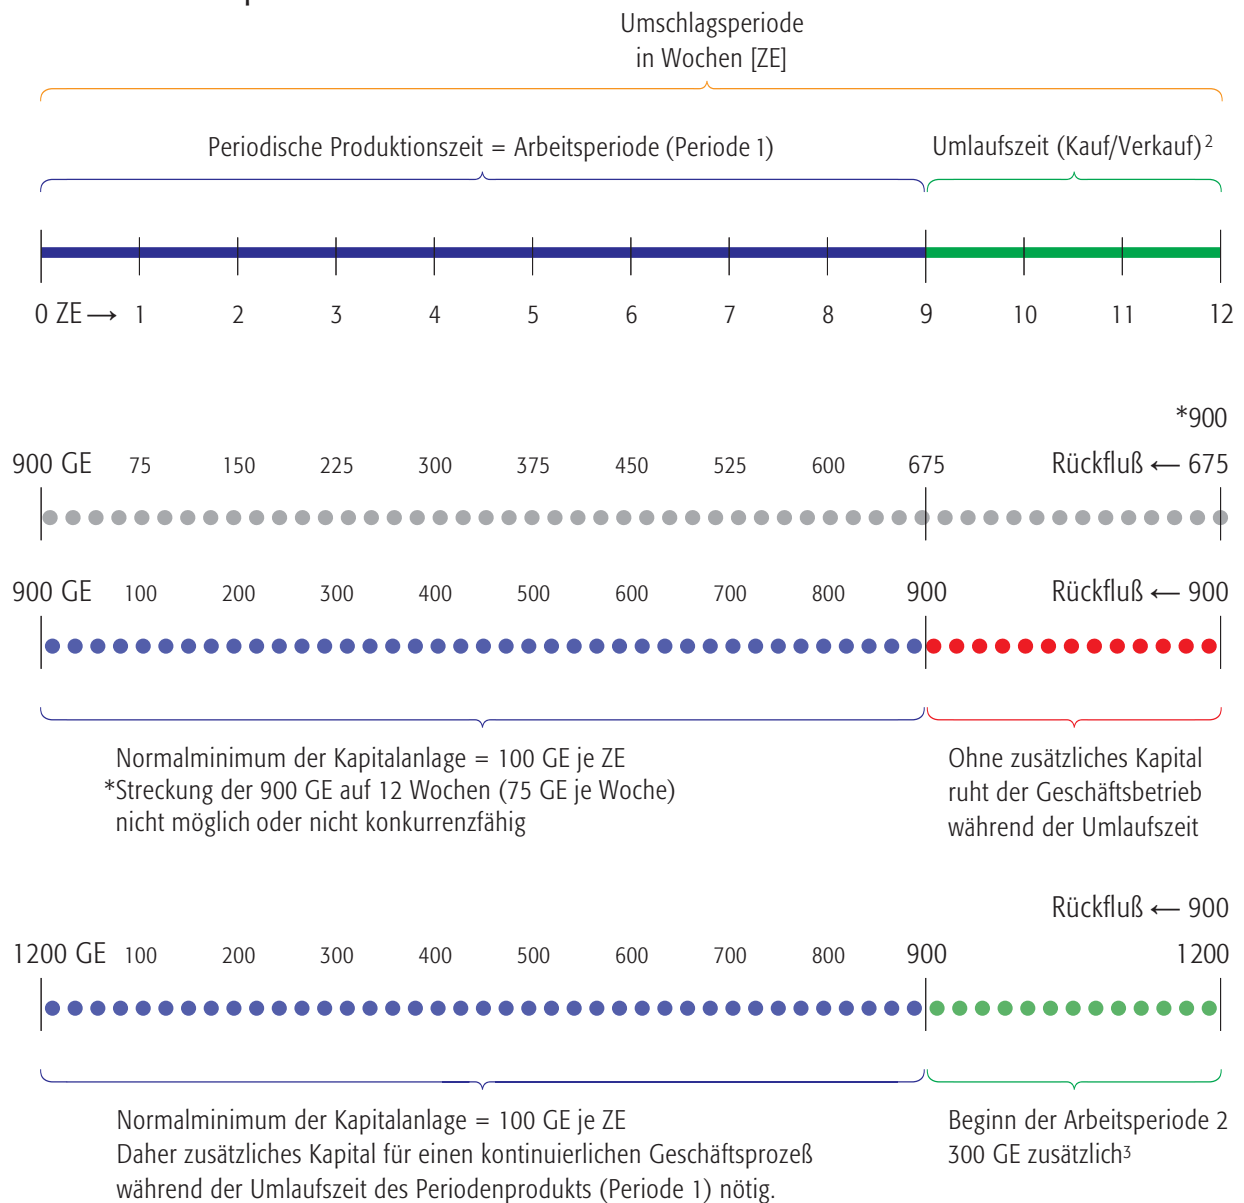 Umschlagsperiode
in Wochen [ZE]
Periodische Produktionszeit = Arbeitsperiode (Periode 1)
Umlaufszeit (Kauf/Verkauf)²
0 ZE → 1 2 3 4 5 6 7 8 9 10 11 12
*900
900 GE 75 150 225 300 375 450 525 600 675 Rückfluß ← 675
900 GE 100 200 300 400 500 600 700 800 900 Rückfluß ← 900
Normalminimum der Kapitalanlage = 100 GE je ZE
*Streckung der 900 GE auf 12 Wochen (75 GE je Woche)
nicht möglich oder nicht konkurrenzfähig
Ohne zusätzliches Kapital
ruht der Geschäftsbetrieb
während der Umlaufszeit
Rückfluß ← 900
1200 GE 100 200 300 400 500 600 700 800 900 1200
Normalminimum der Kapitalanlage = 100 GE je ZE
Daher zusätzliches Kapital für einen kontinuierlichen Geschäftsprozeß
während der Umlaufszeit des Periodenprodukts (Periode 1) nötig.
Beginn der Arbeitsperiode 2
300 GE zusätzlich³